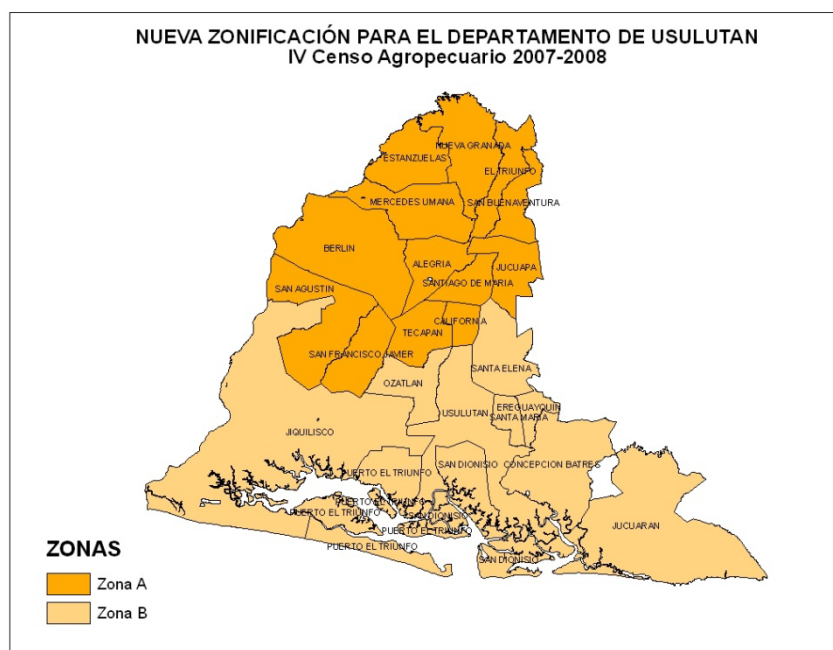 NUEVA ZONIFICACIÓN PARA EL DEPARTAMENTO DE USULUTAN
IV Censo Agropecuario 2007-2008
NUEVA GRANADA
ESTANZUELAS
EL TRIUNFO
MERCEDES UMANA
SAN BUENAVENTURA
BERLIN
ALEGRIA
JUCUAPA
SANTIAGO DE MARIA
SAN AGUSTIN
CALIFORNIA
TECAPAN
SAN FRANCISCO JAVIER
SANTA ELENA
OZATLAN
EREGUAYQUIN
USULUTAN
SANTA MARIA
JIQUILISCO
PUERTO EL TRIUNFO
SAN DIONISIO
CONCEPCION BATRES
PUERTO EL TRIUNFO
PUERTO EL TRIUNFO
SAN DIONISIO
JUCUARAN
PUERTO EL TRIUNFO
PUERTO EL TRIUNFO
SAN DIONISIO
ZONAS
Zona A
Zona B